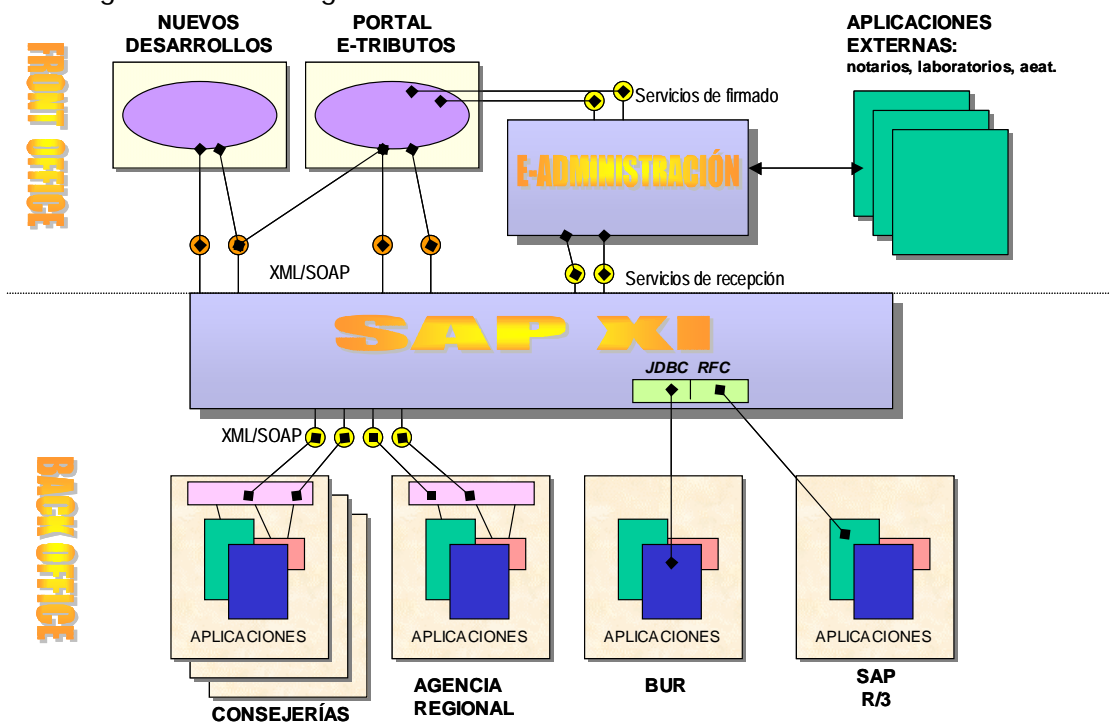 NUEVOS
DESARROLLOS
PORTAL
E-TRIBUTOS
APLICACIONES
EXTERNAS:
notarios, laboratorios, aeat.
FRONT OFFICE
Servicios de firmado
E-ADMINISTRACIÓN
XML/SOAP
Servicios de recepción
SAP XI
JDBC RFC
XML/SOAP
BACK OFFICE
APLICACIONES
APLICACIONES
APLICACIONES
APLICACIONES
CONSEJERÍAS
AGENCIA
REGIONAL
BUR
SAP
R/3